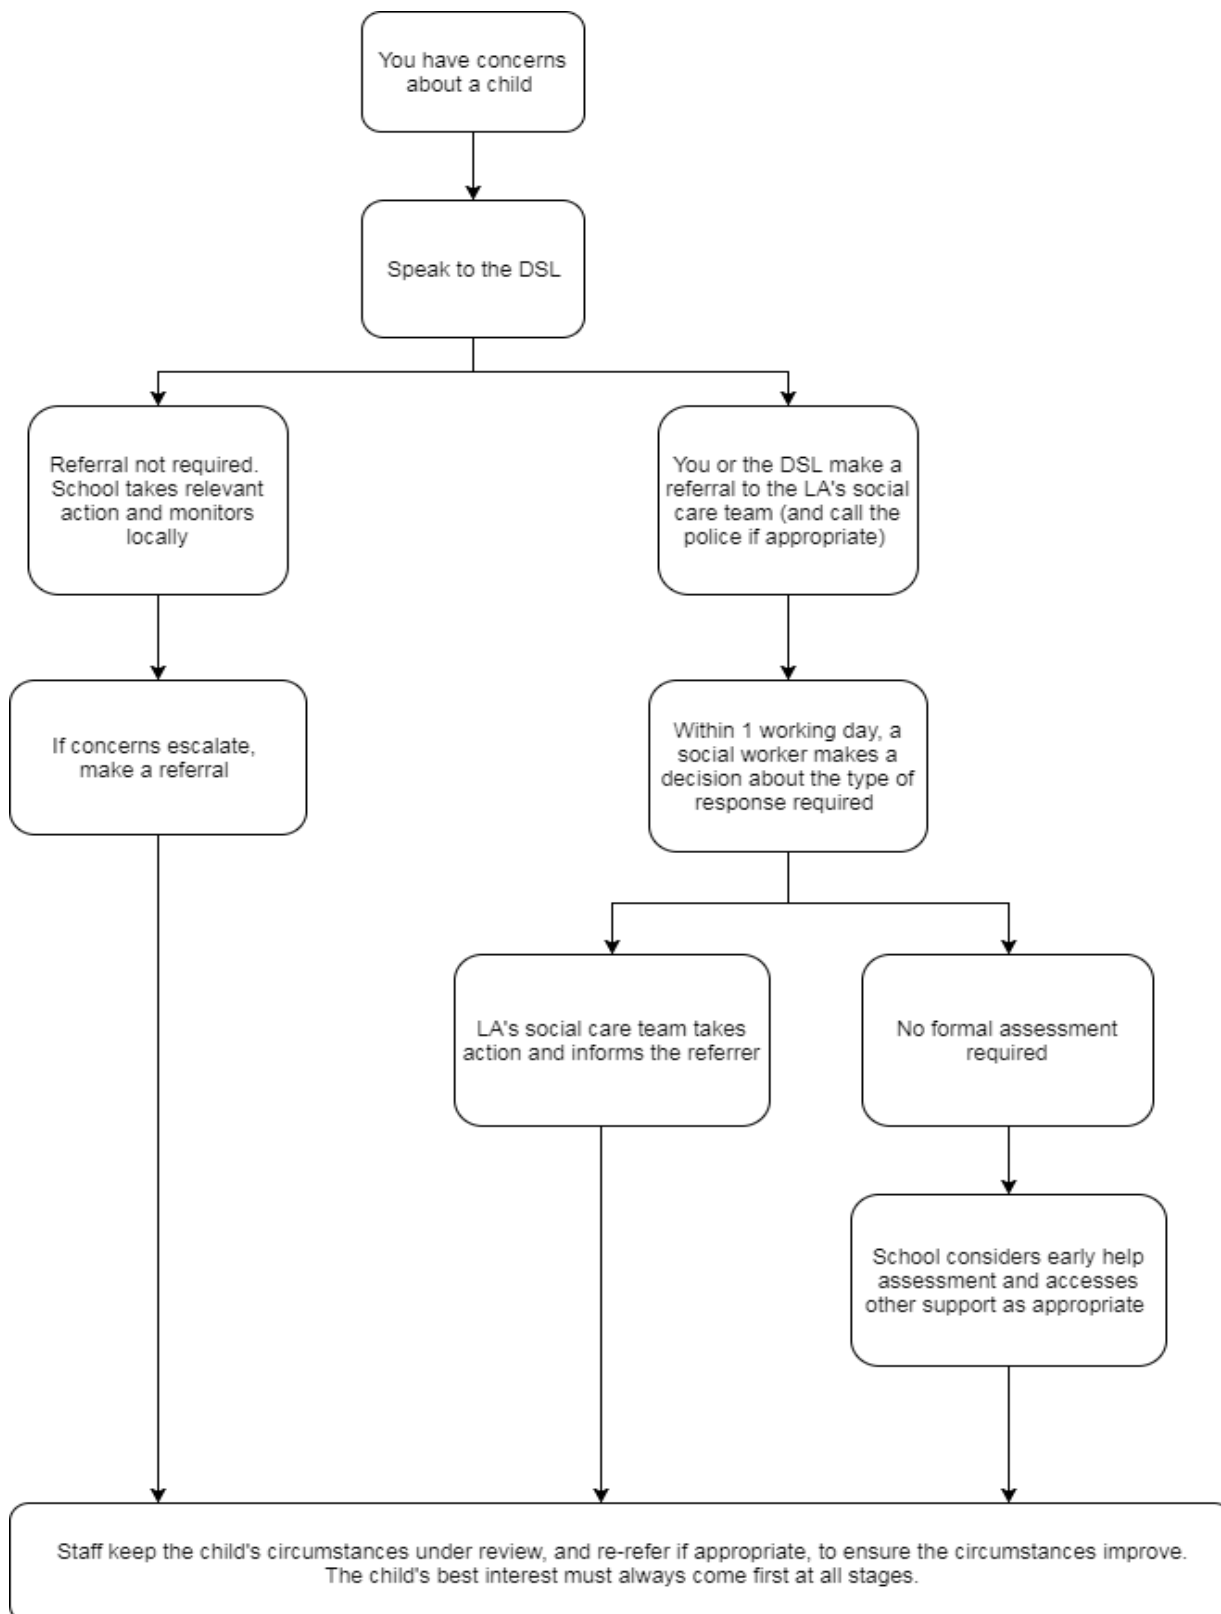 You have concerns
about a child
Speak to the DSL
Referral not required.
School takes relevant
action and monitors
locally
You or the DSL make a
referral to the LA's social
care team (and call the
police if appropriate)
If concerns escalate,
make a referral
Within 1 working day, a
social worker makes a
decision about the type of
response required
LA's social care team takes
action and informs the referrer
No formal assessment
required
School considers early help
assessment and accesses
other support as appropriate
Staff keep the child's circumstances under review, and re-refer if appropriate, to ensure the circumstances improve.
The child's best interest must always come first at all stages.